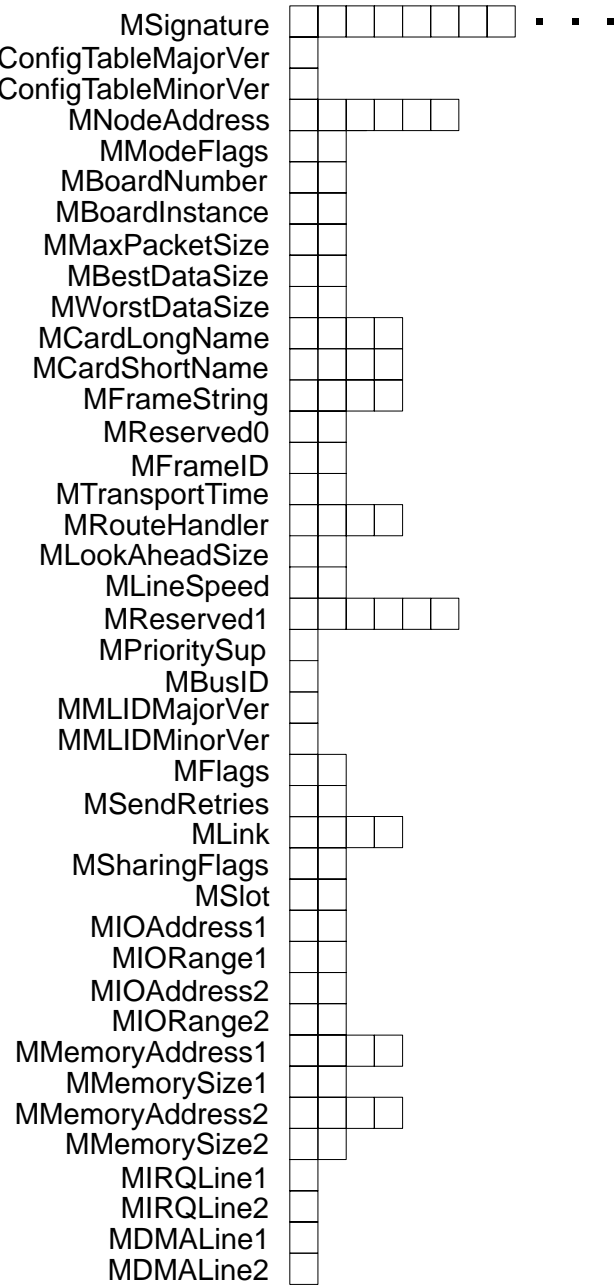 MSignature
ConfigTableMajorVer
ConfigTableMinorVer
MNodeAddress
MModeFlags
MBoardNumber
MBoardInstance
MMaxPacketSize
MBestDataSize
MWorstDataSize
MCardLongName
MCardShortName
MFrameString
MReserved0
MFrameID
MTransportTime
MRouteHandler
MLookAheadSize
MLineSpeed
MReserved1
MPrioritySup
MBusID
MMLIDMajorVer
MMLIDMinorVer
MFlags
MSendRetries
MLink
MSharingFlags
MSlot
MIOAddress1
MIORange1
MIOAddress2
MIORange2
MMemoryAddress1
MMemorySize1
MMemoryAddress2
MMemorySize2
MIRQLine1
MIRQLine2
MDMALine1
MDMALine2